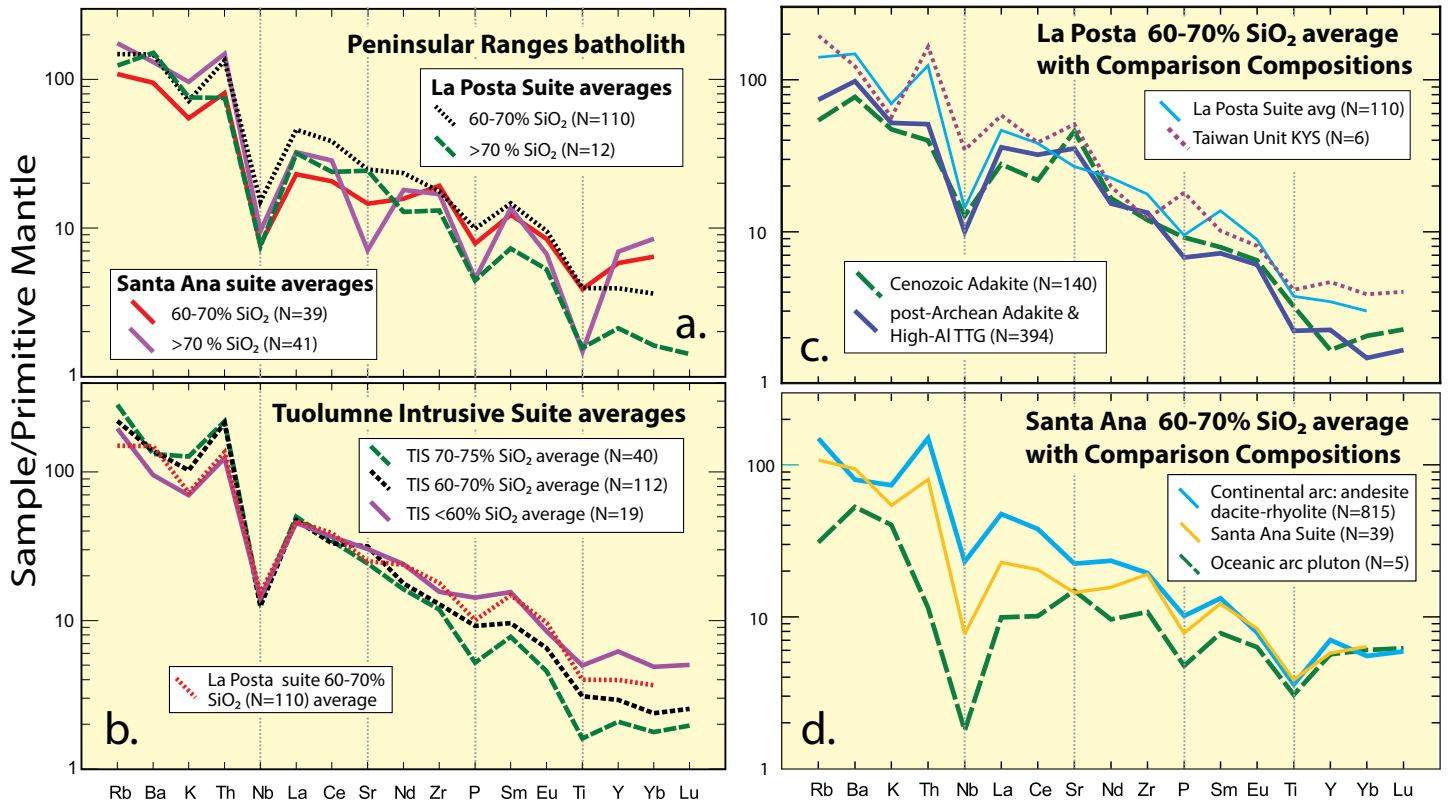 Sample/Primitive Mantle
100
10
1
Peninsular Ranges batholith
La Posta Suite averages
60-70% SiO₂ (N=110)
>70 % SiO₂ (N=12)
Santa Ana suite averages
60-70% SiO₂ (N=39)
>70 % SiO₂ (N=41)
a.
100
10
1
Tuolumne Intrusive Suite averages
TIS 70-75% SiO₂ average (N=40)
TIS 60-70% SiO₂ average (N=112)
TIS <60% SiO₂ average (N=19)
La Posta suite 60-70%
SiO₂ (N=110) average
b.
Rb Ba K Th Nb La Ce Sr Nd Zr P Sm Eu Ti Y Yb Lu
100
10
1
La Posta 60-70% SiO₂ average
with Comparison Compositions
La Posta Suite avg (N=110)
Taiwan Unit KYS (N=6)
Cenozoic Adakite (N=140)
post-Archean Adakite &
High-Al TTG (N=394)
c.
100
10
1
Santa Ana 60-70% SiO₂ average
with Comparison Compositions
Continental arc: andesite
dacite-rhyolite (N=815)
Santa Ana Suite (N=39)
Oceanic arc pluton (N=5)
d.
Rb Ba K Th Nb La Ce Sr Nd Zr P Sm Eu Ti Y Yb Lu